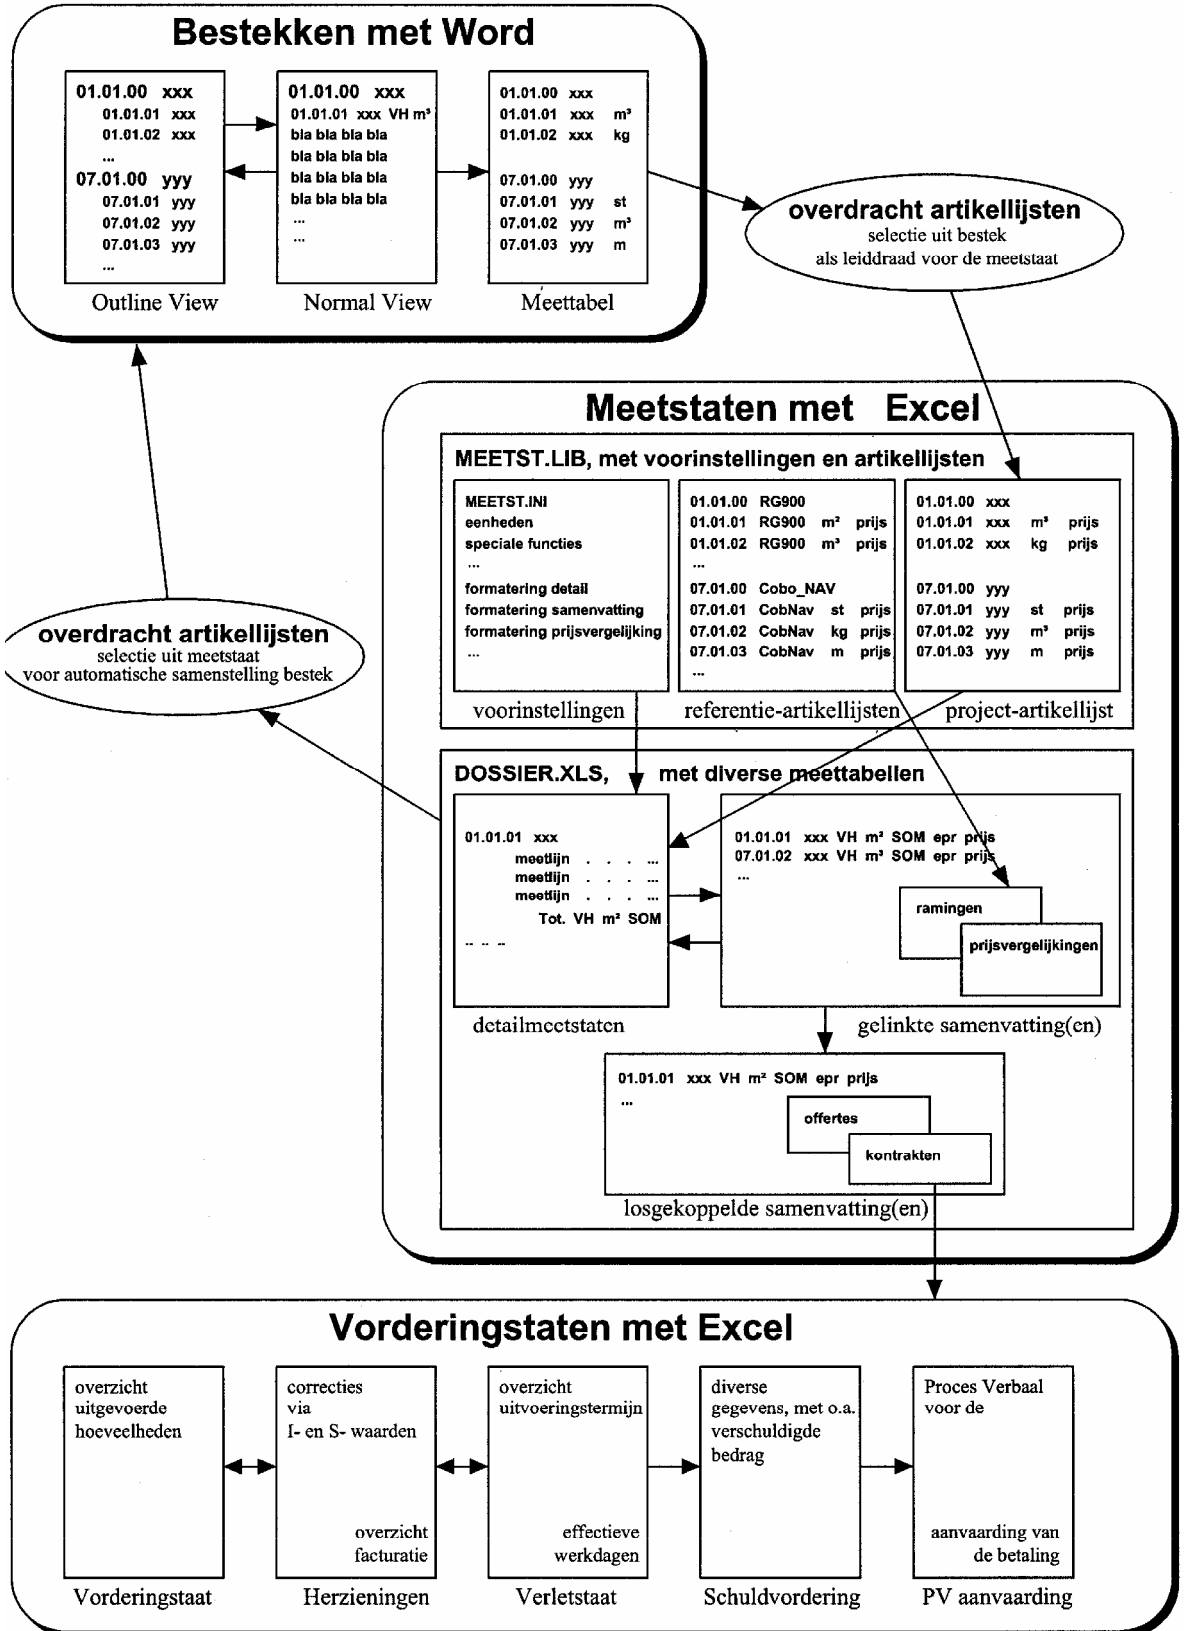 Bestekken met Word
01.01.00 xxx
01.01.01 xxx
01.01.02 xxx
...
07.01.00 yyy
07.01.01 yyy
07.01.02 yyy
07.01.03 yyy
...
Outline View
01.01.00 xxx
01.01.01 xxx VH m³
bla bla bla bla
bla bla bla bla
bla bla bla bla
bla bla bla bla
...
...
Normal View
01.01.00 xxx
01.01.01 xxx m³
01.01.02 xxx kg
07.01.00 yyy
07.01.01 yyy st
07.01.02 yyy m³
07.01.03 yyy m
Meettabel
overdracht artikellijsten
selectie uit bestek
als leiddraad voor de meetstaat
Meetstaten met Excel
MEETST.LIB, met voorinstellingen en artikellijsten
MEETST.INI
eenheden
speciale functies
...
formatering detail
formatering samenvatting
formatering prijsvergelijking
...
voorinstellingen
01.01.00 RG900
01.01.01 RG900 m² prijs
01.01.02 RG900 m³ prijs
...
07.01.00 Cobo_NAV
07.01.01 CobNav st prijs
07.01.02 CobNav kg prijs
07.01.03 CobNav m prijs
...
referentie-artikellijsten
01.01.00 xxx
01.01.01 xxx m³ prijs
01.01.02 xxx kg prijs
07.01.00 yyy
07.01.01 yyy st prijs
07.01.02 yyy m³ prijs
07.01.03 yyy m prijs
project-artikellijst
overdracht artikellijsten
selectie uit meetstaat
voor automatische samenstelling bestek
DOSSIER.XLS, met diverse meettabellen
01.01.01 xxx
meetlijn . . . ...
meetlijn . . . ...
meetlijn . . . ...
Tot. VH m² SOM
.. .. ..
detailmeetstaten
01.01.01 xxx VH m² SOM epr prijs
07.01.02 xxx VH m³ SOM epr prijs
...
ramingen
prijsvergelijkingen
gelinkte samenvatting(en)
01.01.01 xxx VH m² SOM epr prijs
...
offertes
kontrakten
losgekoppelde samenvatting(en)
Vorderingstaten met Excel
overzicht
uitgevoerde
hoeveelheden
Vorderingstaat
correcties
via
I- en S- waarden
overzicht
facturatie
Herzieningen
overzicht
uitvoeringstermijn
effectieve
werkdagen
Verletstaat
diverse
gegevens, met o.a.
verschuldigde
bedrag
Schuldvordering
Proces Verbaal
voor de
aanvaarding van
de betaling
PV aanvaarding